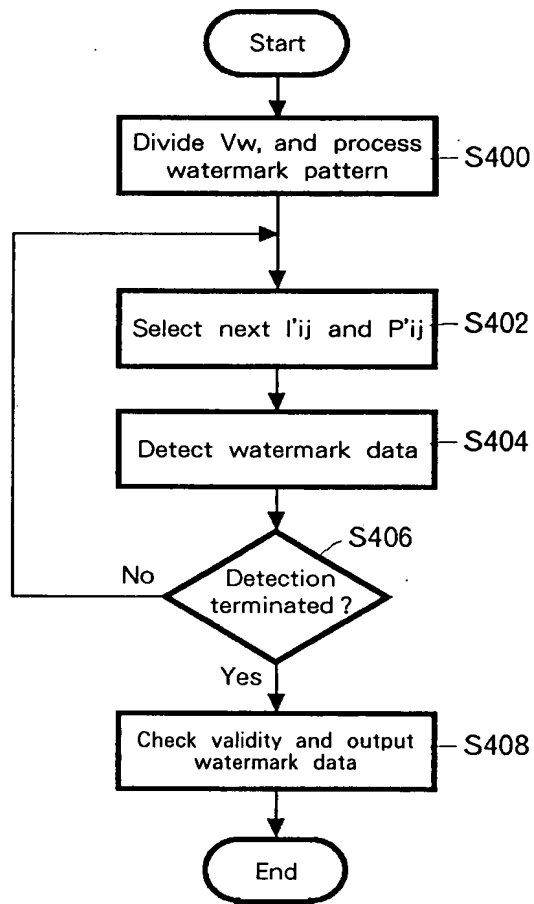 Start
Divide Vw, and process
watermark pattern
S400
Select next I'ij and P'ij
S402
Detect watermark data
S404
S406
Detection
terminated ?
No
Yes
Check validity and output
watermark data
S408
End